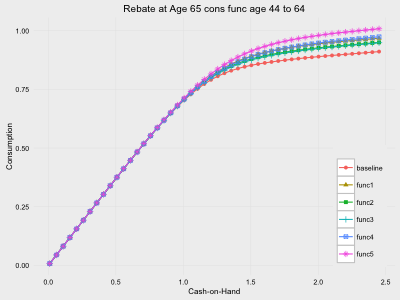 Rebate at Age 65 cons func age 44 to 64
Consumption
1.00
0.75
0.50
0.25
0.00
0.0 0.5 1.0 1.5 2.0 2.5
Cash-on-Hand
baseline
func1
func2
func3
func4
func5